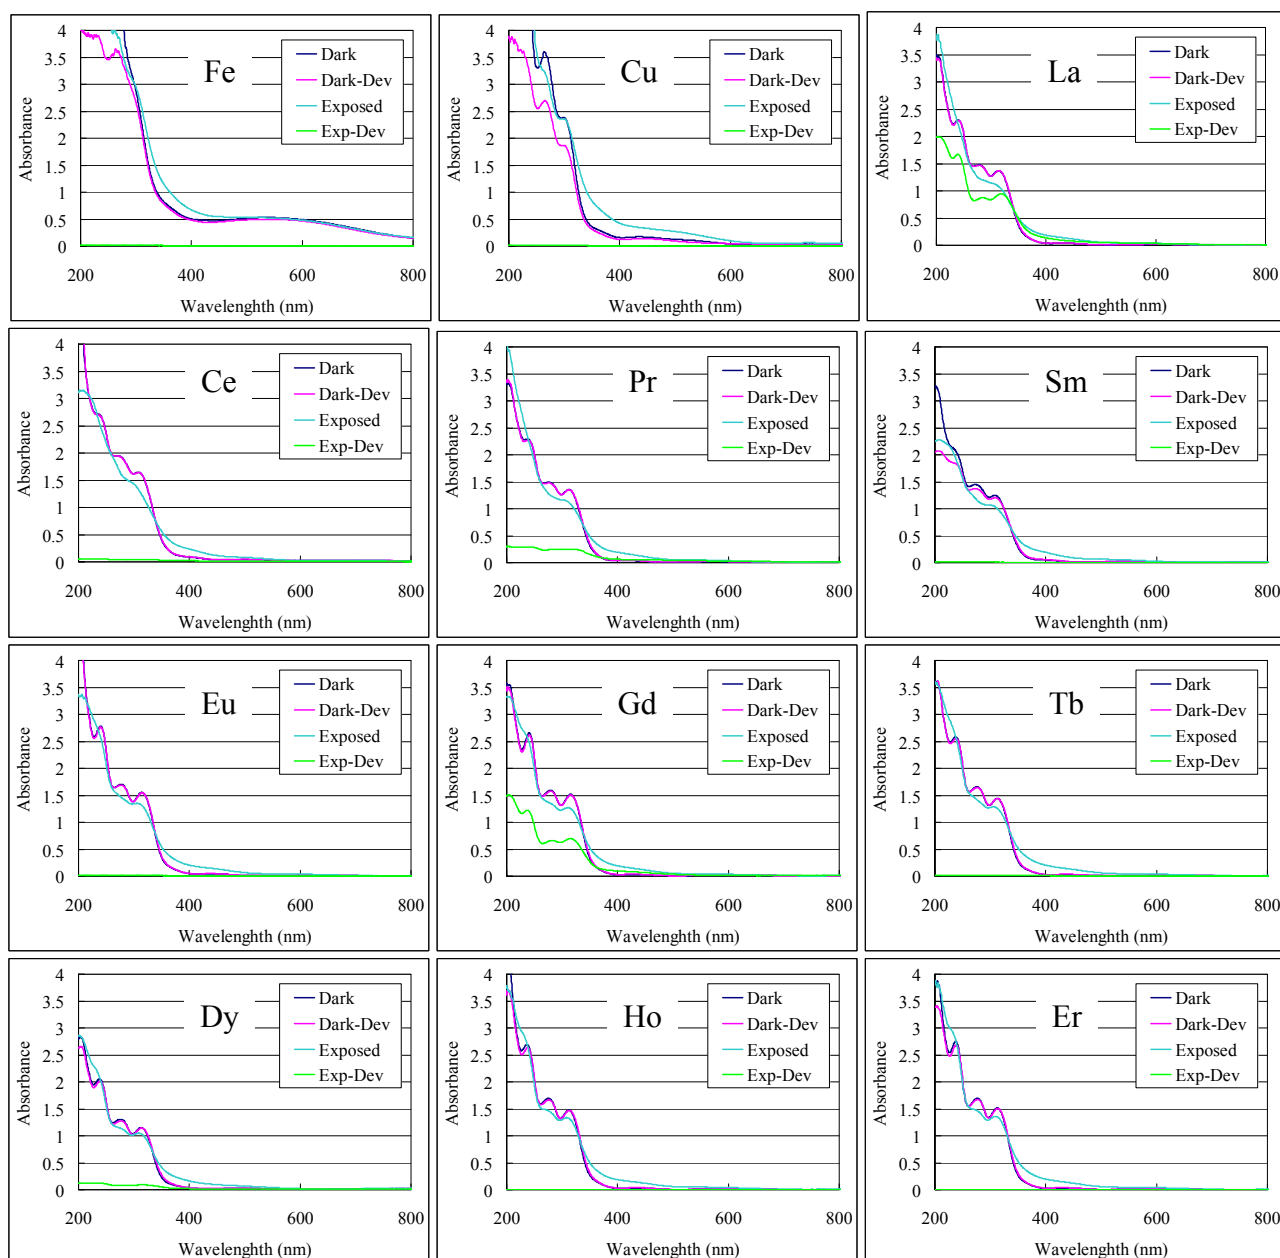 4
3.5
3
2.5
2
1.5
1
0.5
0
Absorbance
Fe
Dark
Dark-Dev
Exposed
Exp-Dev
200 400 600 800
Wavelenghth (nm)
4
3.5
3
2.5
2
1.5
1
0.5
0
Absorbance
Cu
Dark
Dark-Dev
Exposed
Exp-Dev
200 400 600 800
Wavelenghth (nm)
4
3.5
3
2.5
2
1.5
1
0.5
0
Absorbance
La
Dark
Dark-Dev
Exposed
Exp-Dev
200 400 600 800
Wavelenghth (nm)
4
3.5
3
2.5
2
1.5
1
0.5
0
Absorbance
Ce
Dark
Dark-Dev
Exposed
Exp-Dev
200 400 600 800
Wavelenghth (nm)
4
3.5
3
2.5
2
1.5
1
0.5
0
Absorbance
Pr
Dark
Dark-Dev
Exposed
Exp-Dev
200 400 600 800
Wavelenghth (nm)
4
3.5
3
2.5
2
1.5
1
0.5
0
Absorbance
Sm
Dark
Dark-Dev
Exposed
Exp-Dev
200 400 600 800
Wavelenghth (nm)
4
3.5
3
2.5
2
1.5
1
0.5
0
Absorbance
Eu
Dark
Dark-Dev
Exposed
Exp-Dev
200 400 600 800
Wavelenghth (nm)
4
3.5
3
2.5
2
1.5
1
0.5
0
Absorbance
Gd
Dark
Dark-Dev
Exposed
Exp-Dev
200 400 600 800
Wavelenghth (nm)
4
3.5
3
2.5
2
1.5
1
0.5
0
Absorbance
Tb
Dark
Dark-Dev
Exposed
Exp-Dev
200 400 600 800
Wavelenghth (nm)
4
3.5
3
2.5
2
1.5
1
0.5
0
Absorbance
Dy
Dark
Dark-Dev
Exposed
Exp-Dev
200 400 600 800
Wavelenghth (nm)
4
3.5
3
2.5
2
1.5
1
0.5
0
Absorbance
Ho
Dark
Dark-Dev
Exposed
Exp-Dev
200 400 600 800
Wavelenghth (nm)
4
3.5
3
2.5
2
1.5
1
0.5
0
Absorbance
Er
Dark
Dark-Dev
Exposed
Exp-Dev
200 400 600 800
Wavelenghth (nm)